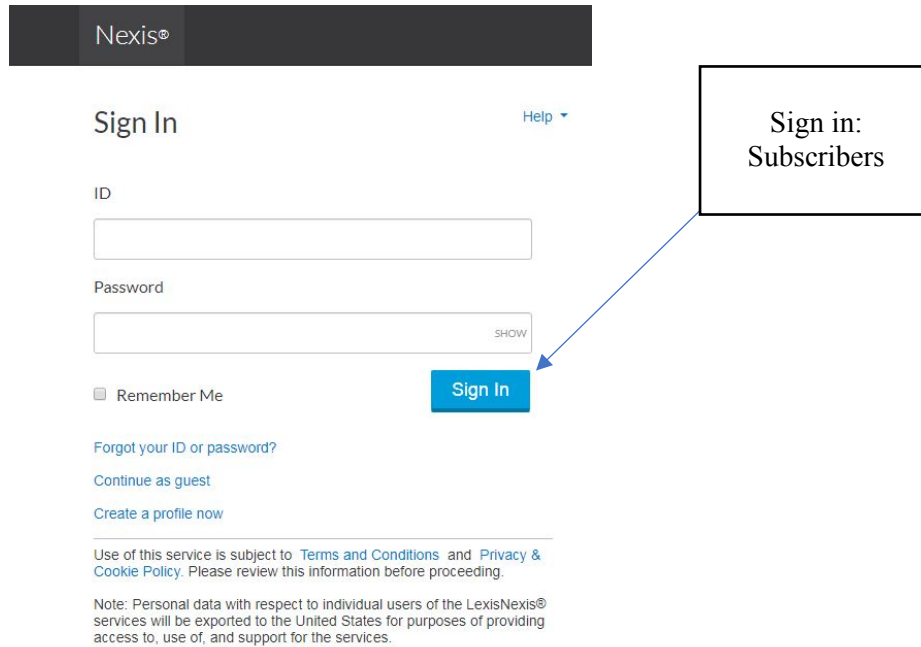 Nexis®
Sign In
Help
Sign in:
Subscribers
ID
Password
SHOW
Remember Me
Sign In
Forgot your ID or password?
Continue as guest
Create a profile now
Use of this service is subject to Terms and Conditions and Privacy &
Cookie Policy. Please review this information before proceeding.
Note: Personal data with respect to individual users of the LexisNexis®
services will be exported to the United States for purposes of providing
access to, use of, and support for the services.